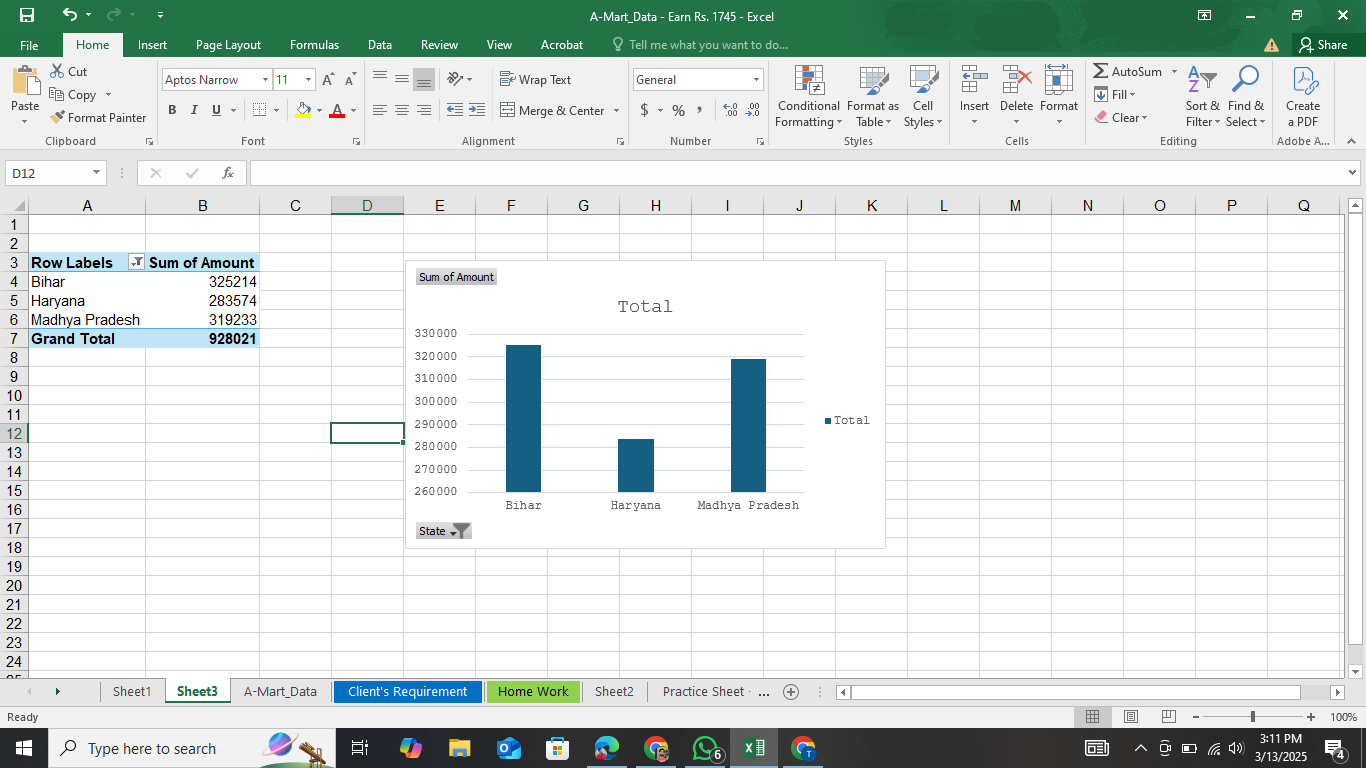 A-Mart_Data - Earn Rs. 1745 - Excel
File Home Insert Page Layout Formulas Data Review View Acrobat Tell me what you want to do... Share
Paste Cut Copy Format Painter
Clipboard
Aptos Narrow 11
B I U A
Font
Wrap Text
Merge & Center
Alignment
General
$ % ,
Number
Conditional Formatting Format as Table Cell Styles
Styles
Insert Delete Format
Cells
AutoSum Fill Clear Sort & Filter Find & Select
Editing
Create a PDF
Adobe A...
D12 fx
A B C D E F G H I J K L M N O P Q
1
2
3 Row Labels Sum of Amount
4 Bihar 325214
5 Haryana 283574
6 Madhya Pradesh 319233
7 Grand Total 928021
8
9
10
11
12
13
14
15
16
17
18
19
20
21
22
23
24
25
Sum of Amount
Total
330000
320000
310000
300000
290000
280000
270000
260000
Bihar Haryana Madhya Pradesh
Total
State
Sheet1 Sheet3 A-Mart_Data Client's Requirement Home Work Sheet2 Practice Sheet ...
Ready 100%
Type here to search
6
T
3:11 PM
3/13/2025
4